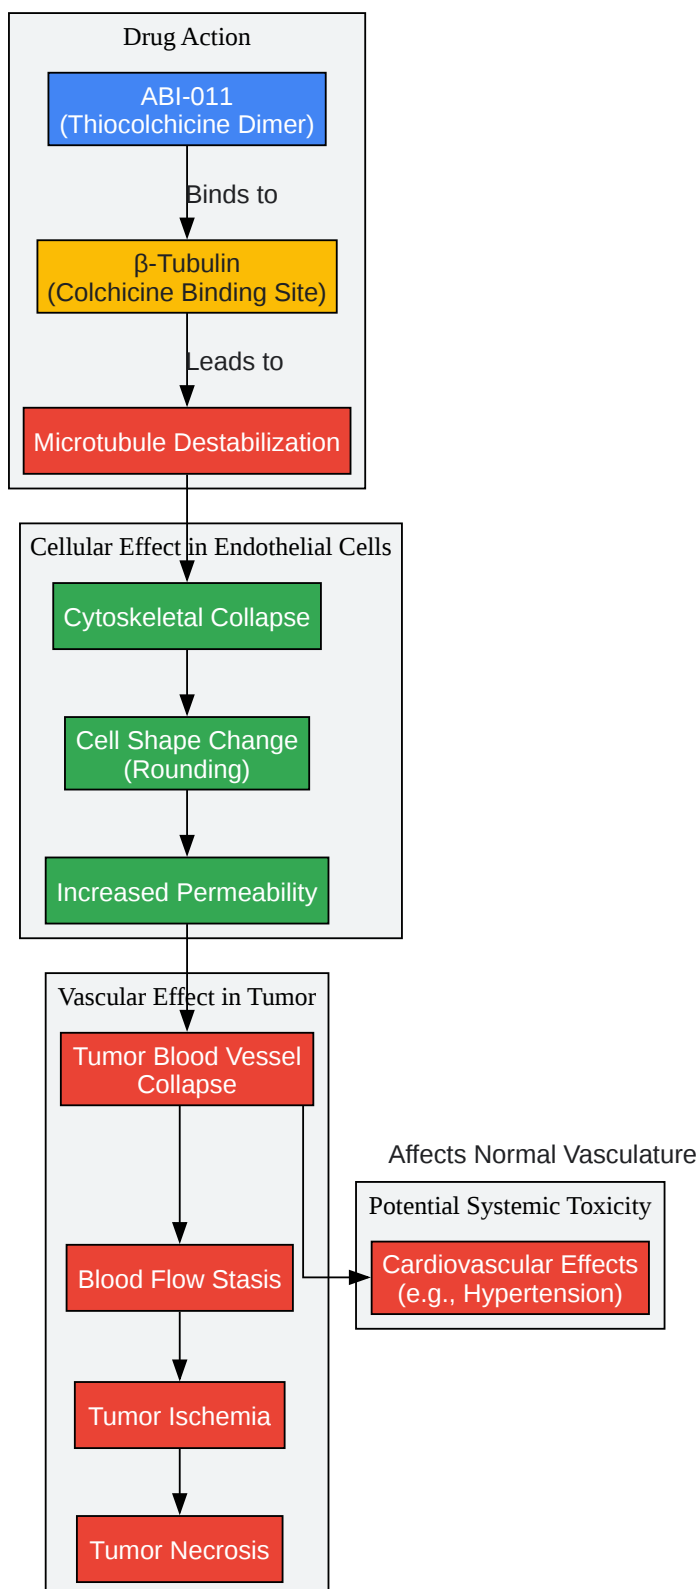 Drug Action
ABI-011
(Thiocolchicine Dimer)
Binds to
β-Tubulin
(Colchicine Binding Site)
Leads to
Microtubule Destabilization
Cellular Effect in Endothelial Cells
Cytoskeletal Collapse
Cell Shape Change
(Rounding)
Increased Permeability
Vascular Effect in Tumor
Tumor Blood Vessel
Collapse
Affects Normal Vasculature
Potential Systemic Toxicity
Cardiovascular Effects
(e.g., Hypertension)
Blood Flow Stasis
Tumor Ischemia
Tumor Necrosis